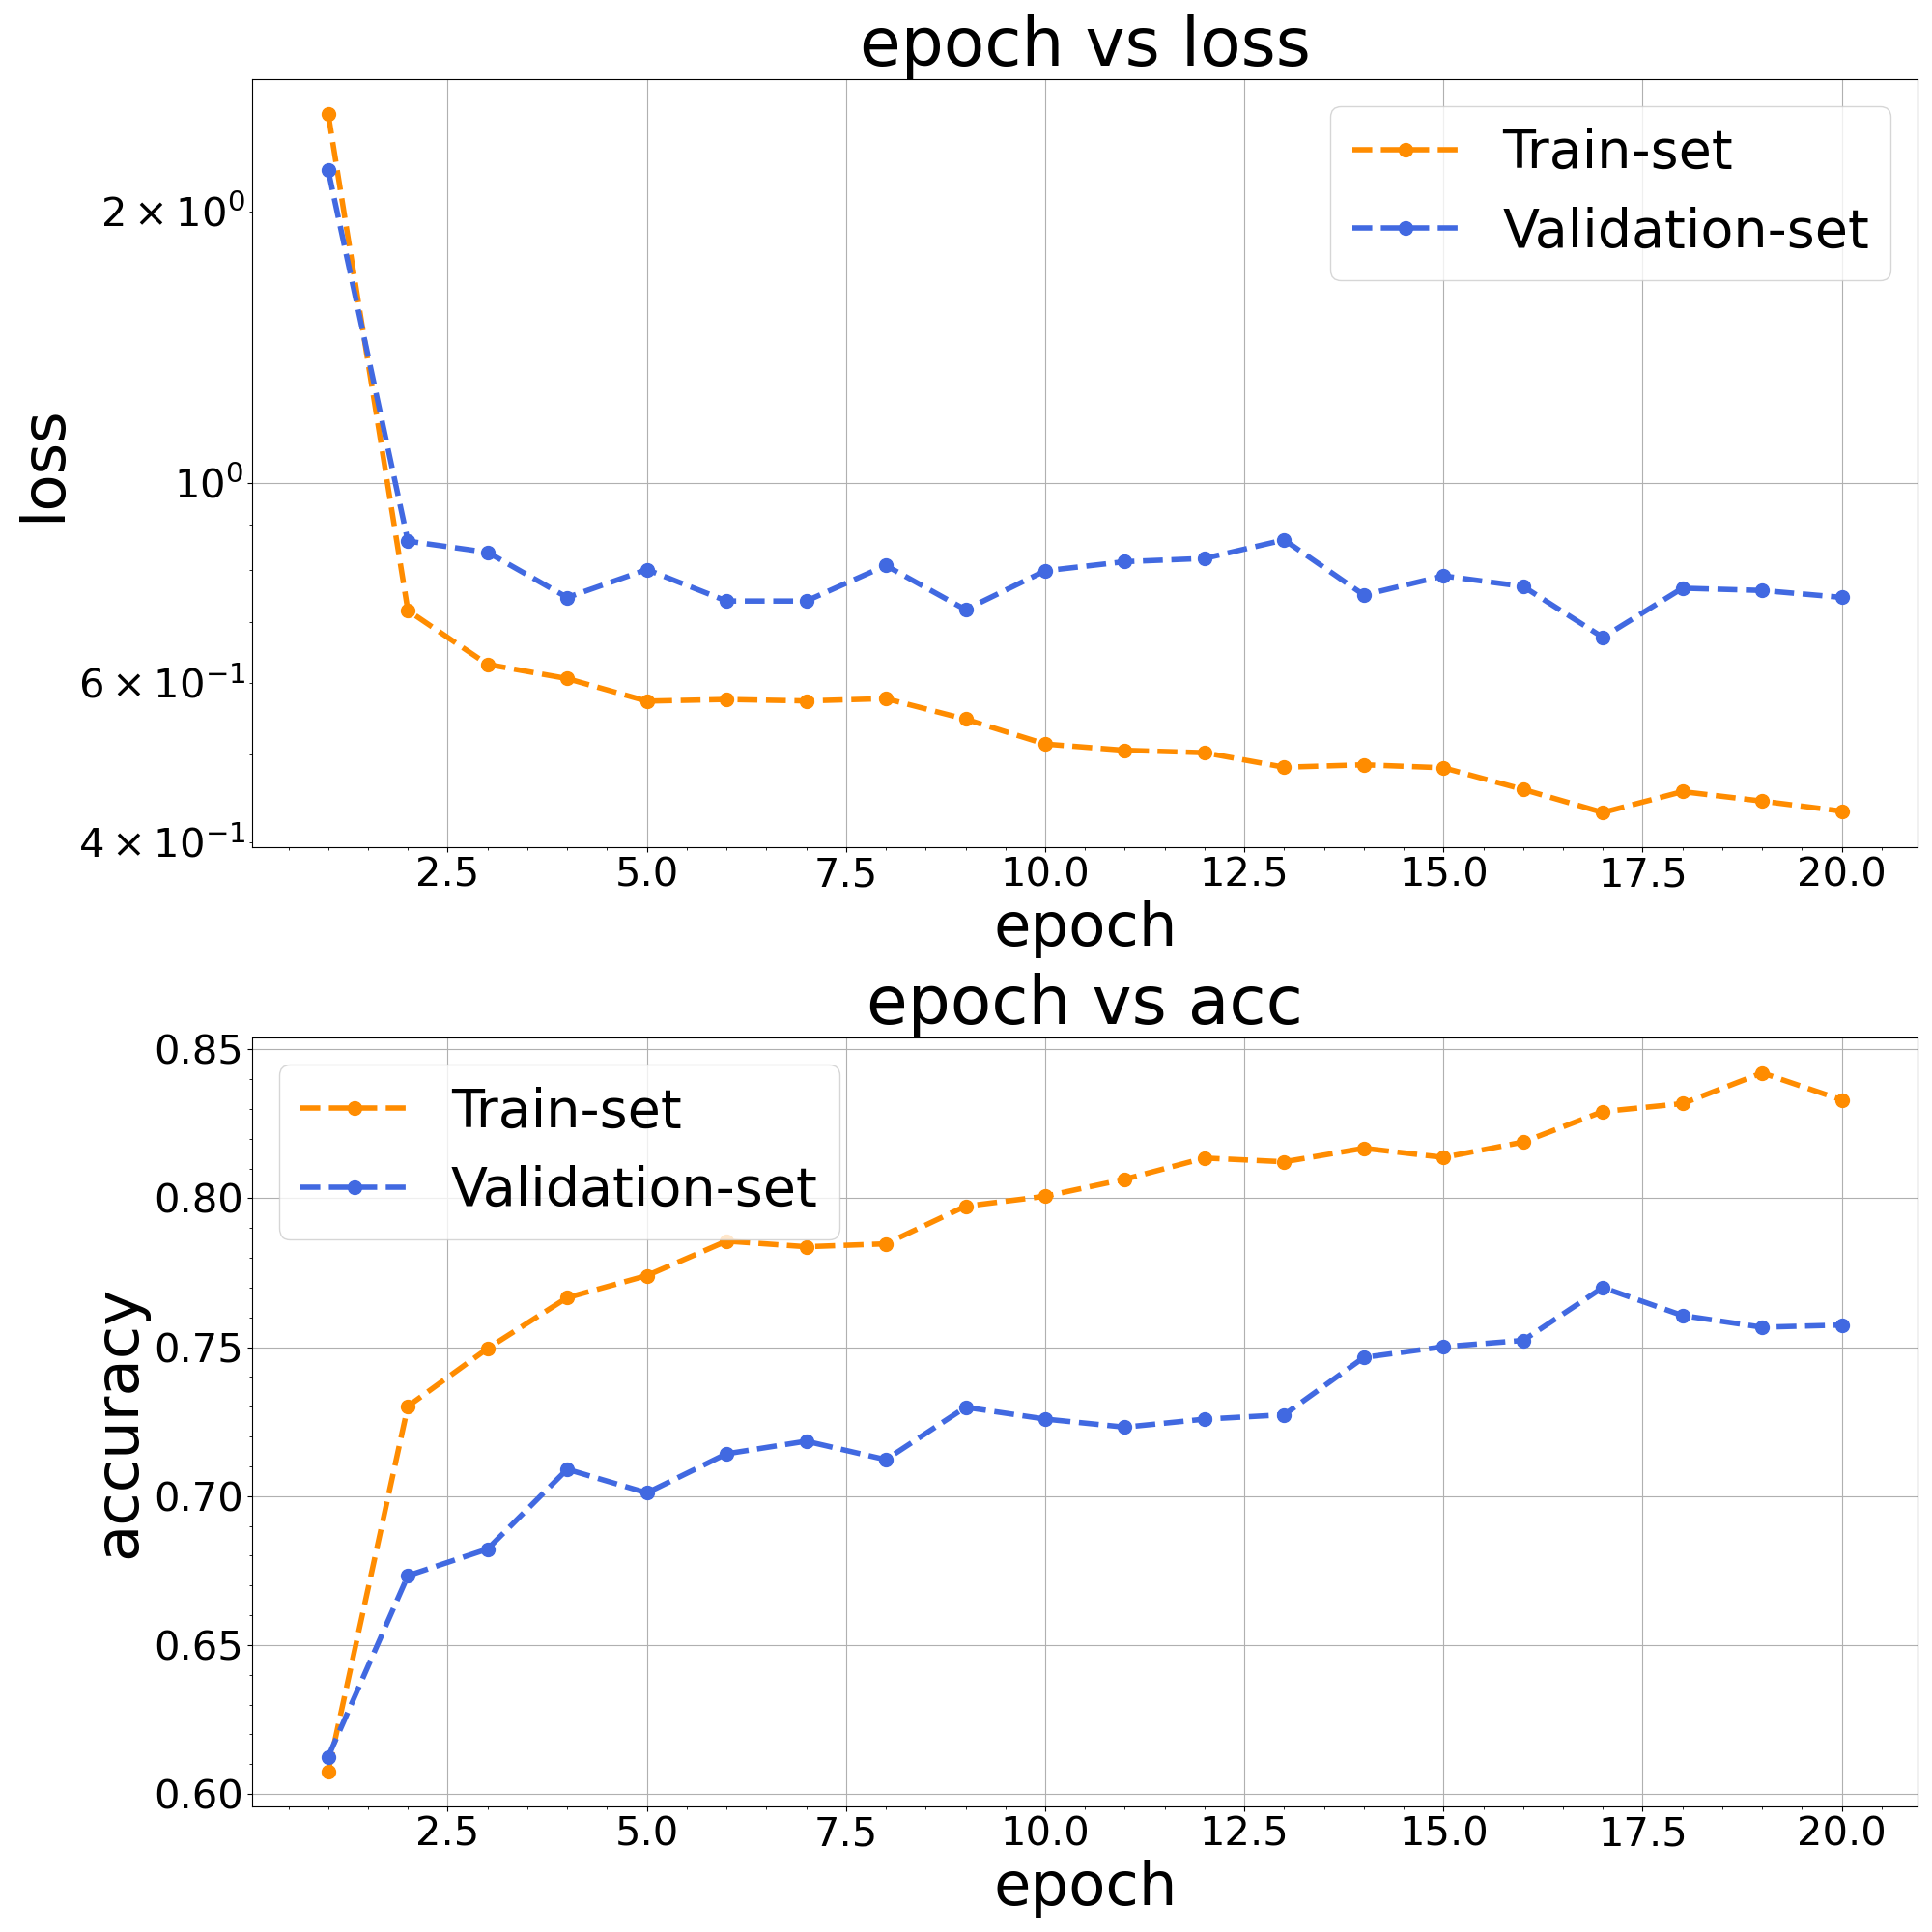 epoch vs loss
Train-set
Validation-set
2 × 10⁰
10⁰
6 × 10⁻¹
4 × 10⁻¹
loss
2.5 5.0 7.5 10.0 12.5 15.0 17.5 20.0
epoch
epoch vs acc
Train-set
Validation-set
0.85
0.80
0.75
0.70
0.65
0.60
accuracy
2.5 5.0 7.5 10.0 12.5 15.0 17.5 20.0
epoch